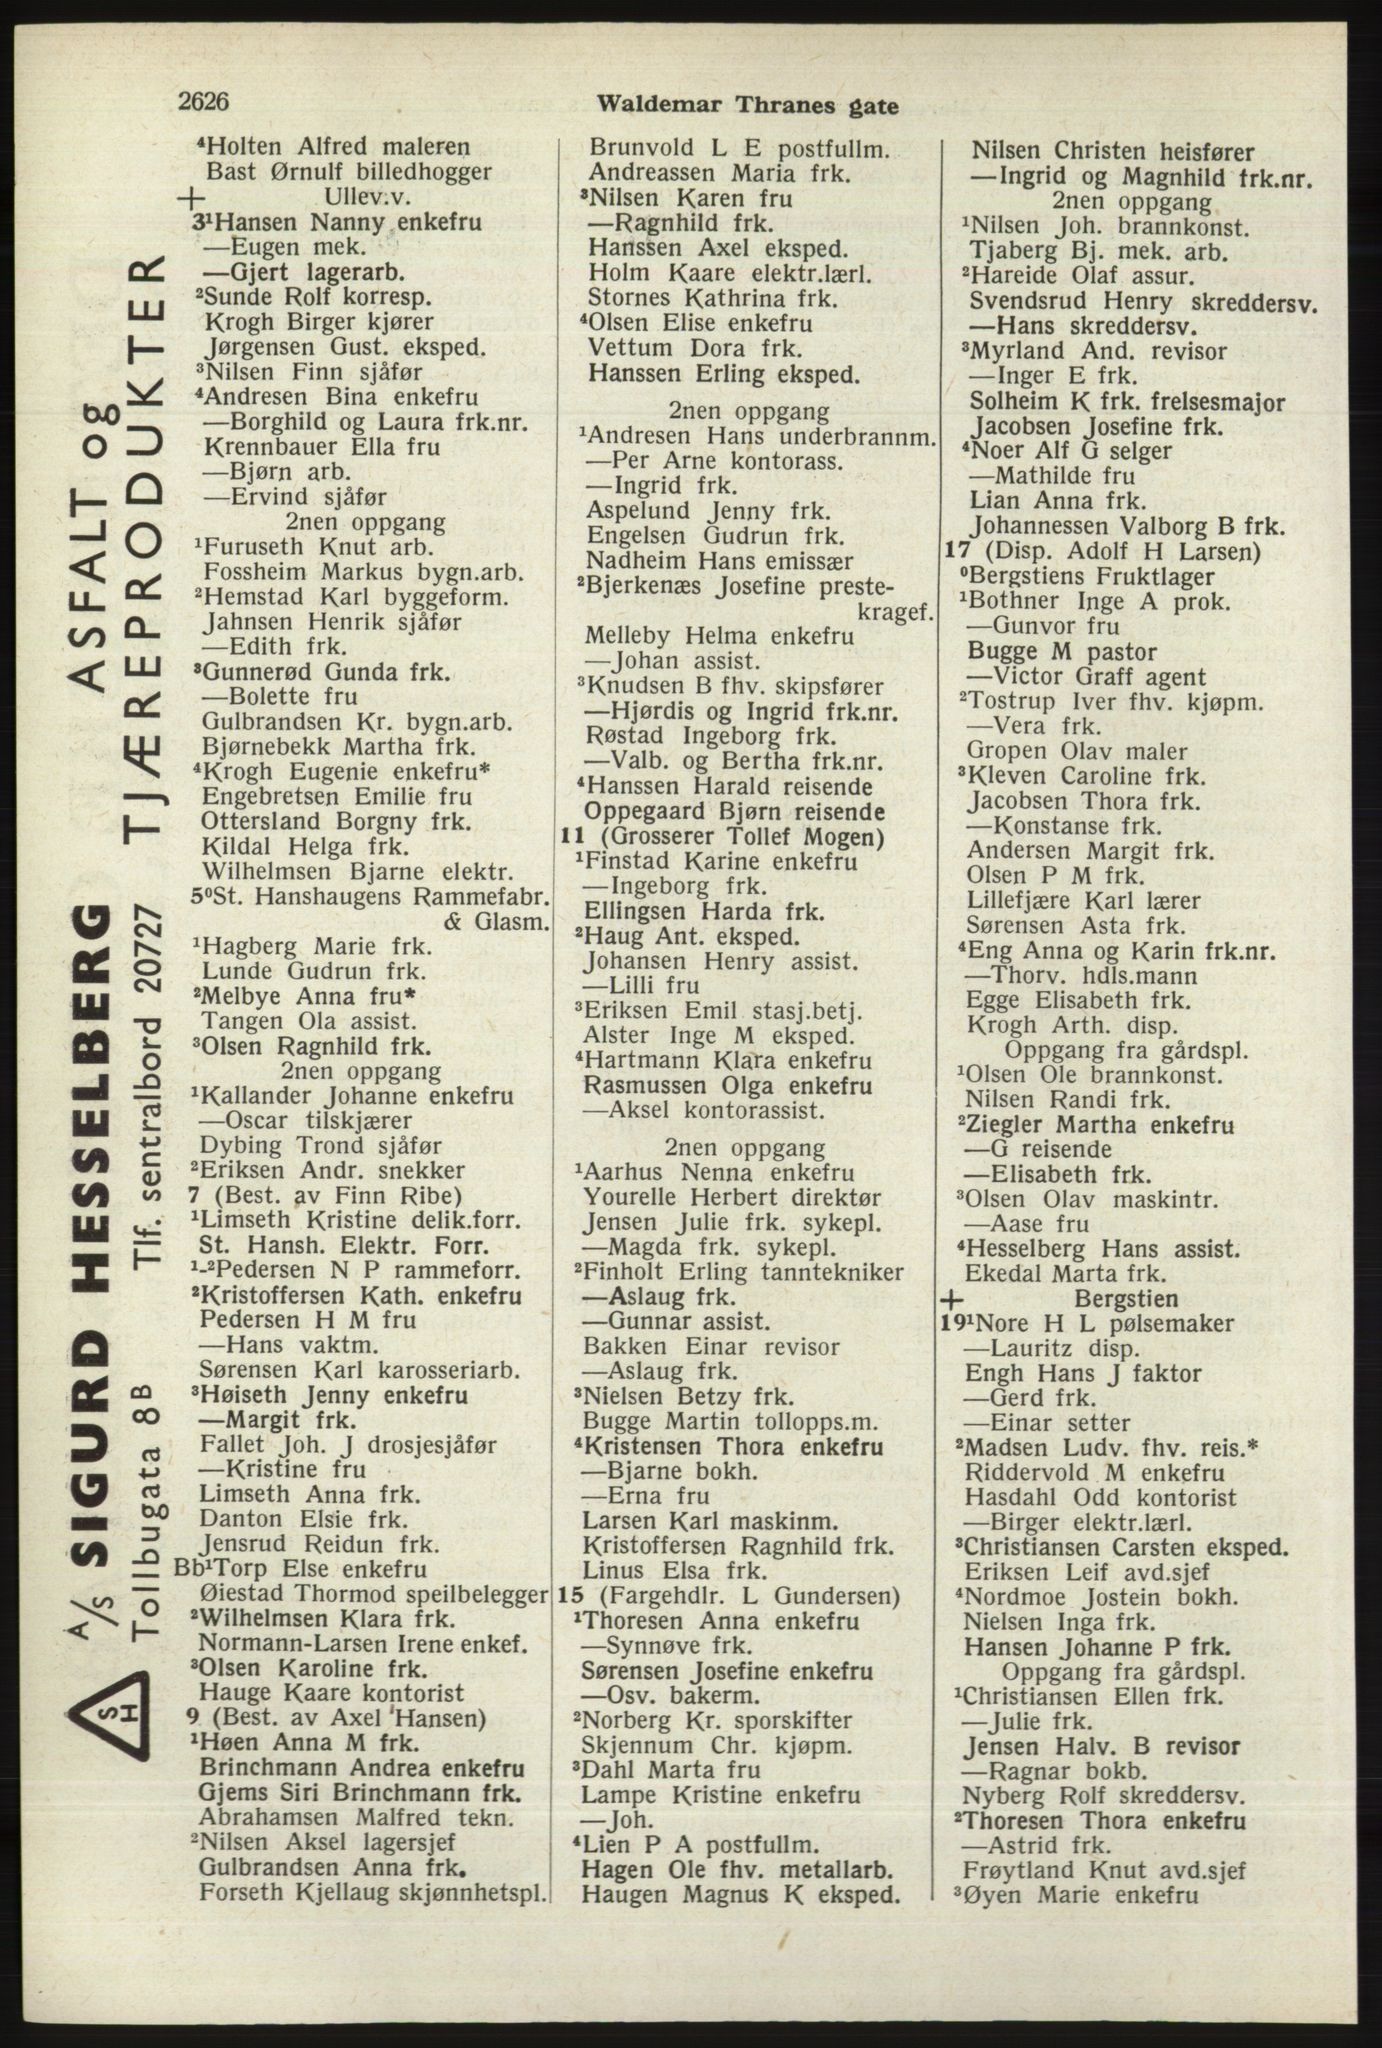 2626
Waldemar Thranes gate
⁴Holten Alfred maleren
Bast Ørnulf billedhogger
+ Ullev.v.
3¹Hansen Nanny enkefru
—Eugen mek.
—Gjert lagerarb.
²Sunde Rolf korresp.
Krogh Birger kjører
Jørgensen Gust. eksped.
³Nilsen Finn sjåfør
⁴Andresen Bina enkefru
—Borghild og Laura frk.nr.
Krennbauer Ella fru
—Bjørn arb.
—Ervind sjåfør
2nen oppgang
¹Furuseth Knut arb.
Fossheim Markus bygn.arb.
²Hemstad Karl byggeform.
Jahnsen Henrik sjåfør
—Edith frk.
³Gunnerød Gunda frk.
—Bolette fru
Gulbrandsen Kr. bygn.arb.
Bjørnebekk Martha frk.
⁴Krogh Eugenie enkefru*
Engebretsen Emilie fru
Ottersland Borgny frk.
Kildal Helga frk.
Wilhelmsen Bjarne elektr.
5⁰St. Hanshaugens Rammefabr.
& Glasm.
¹Hagberg Marie frk.
Lunde Gudrun frk.
²Melbye Anna fru*
Tangen Ola assist.
³Olsen Ragnhild frk.
2nen oppgang
¹Kallander Johanne enkefru
—Oscar tilskjærer
Dybing Trond sjåfør
²Eriksen Andr. snekker
7 (Best. av Finn Ribe)
¹Limseth Kristine delik.forr.
St. Hansh. Elektr. Forr.
¹-²Pedersen N P rammeforr.
²Kristoffersen Kath. enkefru
Pedersen H M fru
—Hans vaktm.
Sørensen Karl karosseriarb.
³Høiseth Jenny enkefru
—Margit frk.
Fallet Joh. J drosjesjåfør
—Kristine fru
Limseth Anna frk.
Danton Elsie frk.
Jensrud Reidun frk.
Bb¹Torp Else enkefru
Øiestad Thormod speilbelegger
²Wilhelmsen Klara frk.
Normann-Larsen Irene enkef.
³Olsen Karoline frk.
Hauge Kaare kontorist
9 (Best. av Axel Hansen)
¹Høen Anna M frk.
Brinchmann Andrea enkefru
Gjems Siri Brinchmann frk.
Abrahamsen Malfred tekn.
²Nilsen Aksel lagersjef
Gulbrandsen Anna frk.
Forseth Kjellaug skjønnhetspl.
Brunvold L E postfullm.
Andreassen Maria frk.
³Nilsen Karen fru
—Ragnhild frk.
Hanssen Axel eksped.
Holm Kaare elektr.lærl.
Stornes Kathrina frk.
⁴Olsen Elise enkefru
Vettum Dora frk.
Hanssen Erling eksped.
2nen oppgang
¹Andresen Hans underbrannm.
—Per Arne kontorass.
—Ingrid frk.
Aspelund Jenny frk.
Engelsen Gudrun frk.
Nadheim Hans emissær
²Bjerkenæs Josefine preste-
kragef.
Melleby Helma enkefru
—Johan assist.
³Knudsen B fhv. skipsfører
—Hjørdis og Ingrid frk.nr.
Røstad Ingeborg frk.
—Valb. og Bertha frk.nr.
⁴Hanssen Harald reisende
Oppegaard Bjørn reisende
11 (Grosserer Tollef Mogen)
¹Finstad Karine enkefru
—Ingeborg frk.
Ellingsen Harda frk.
²Haug Ant. eksped.
Johansen Henry assist.
—Lilli fru
³Eriksen Emil stasj.betj.
Alster Inge M eksped.
⁴Hartmann Klara enkefru
Rasmussen Olga enkefru
—Aksel kontorassist.
2nen oppgang
¹Aarhus Nenna enkefru
Yourelle Herbert direktør
Jensen Julie frk. sykepl.
—Magda frk. sykepl.
²Finholt Erling tanntekniker
—Aslaug frk.
—Gunnar assist.
Bakken Einar revisor
—Aslaug frk.
³Nielsen Betzy frk.
Bugge Martin tollopps.m.
⁴Kristensen Thora enkefru
—Bjarne bokh.
—Erna fru
Larsen Karl maskinm.
Kristoffersen Ragnhild frk.
Linus Elsa frk.
15 (Fargehdlr. L Gundersen)
¹Thoresen Anna enkefru
—Synnøve frk.
Sørensen Josefine enkefru
—Osv. bakerm.
²Norberg Kr. sporskifter
Skjennum Chr. kjøpm.
³Dahl Marta fru
Lampe Kristine enkefru
—Joh.
⁴Lien P A postfullm.
Hagen Ole fhv. metallarb.
Haugen Magnus K eksped.
Nilsen Christen heisfører
—Ingrid og Magnhild frk.nr.
2nen oppgang
¹Nilsen Joh. brannkonst.
Tjaberg Bj. mek. arb.
²Hareide Olaf assur.
Svendsrud Henry skreddersv.
—Hans skreddersv.
³Myrland And. revisor
—Inger E frk.
Solheim K frk. frelsesmajor
Jacobsen Josefine frk.
⁴Noer Alf G selger
—Mathilde fru
Lian Anna frk.
Johannessen Valborg B frk.
17 (Disp. Adolf H Larsen)
⁰Bergstiens Fruktlager
¹Bothner Inge A prok.
—Gunvor fru
Bugge M pastor
—Victor Graff agent
²Tostrup Iver fhv. kjøpm.
—Vera frk.
Gropen Olav maler
³Kleven Caroline frk.
Jacobsen Thora frk.
—Konstanse frk.
Andersen Margit frk.
Olsen P M frk.
Lillefjære Karl lærer
Sørensen Asta frk.
⁴Eng Anna og Karin frk.nr.
—Thorv. hdls.mann
Egge Elisabeth frk.
Krogh Arth. disp.
Oppgang fra gårdspl.
¹Olsen Ole brannkonst.
Nilsen Randi frk.
²Ziegler Martha enkefru
—G reisende
—Elisabeth frk.
³Olsen Olav maskintr.
—Aase fru
⁴Hesselberg Hans assist.
Ekedal Marta frk.
+ Bergstien
19¹Nore H L pølsemaker
—Lauritz disp.
Engh Hans J faktor
—Gerd frk.
—Einar setter
²Madsen Ludv. fhv. reis.*
Riddervold M enkefru
Hasdahl Odd kontorist
—Birger elektr.lærl.
³Christiansen Carsten eksped.
Eriksen Leif avd.sjef
⁴Nordmoe Jostein bokh.
Nielsen Inga frk.
Hansen Johanne P frk.
Oppgang fra gårdspl.
¹Christiansen Ellen frk.
—Julie frk.
Jensen Halv. B revisor
—Ragnar bokb.
Nyberg Rolf skreddersv.
²Thoresen Thora enkefru
—Astrid frk.
Frøytland Knut avd.sjef
³Øyen Marie enkefru
SH
A/S SIGURD HESSELBERG
Tollbugata 8B Tlf. sentralbord 20727
ASFALT og
TJÆREPRODUKTER